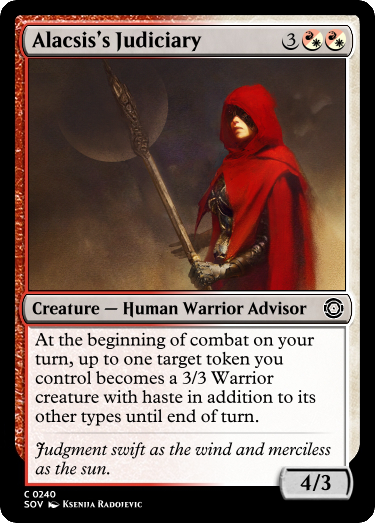 Alacsis's Judiciary 3
Creature — Human Warrior Advisor
At the beginning of combat on your
turn, up to one target token you
control becomes a 3/3 Warrior
creature with haste in addition to its
other types until end of turn.
Judgment swift as the wind and merciless
as the sun.
4/3
C 0240
SOV Ksenija Radojevic